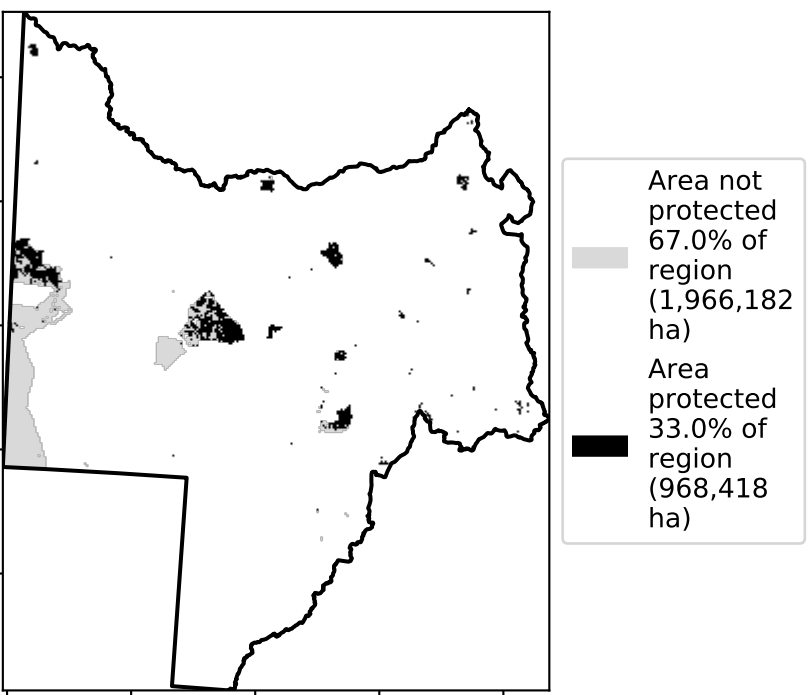 Area not
protected
67.0% of
region
(1,966,182
ha)
Area
protected
33.0% of
region
(968,418
ha)